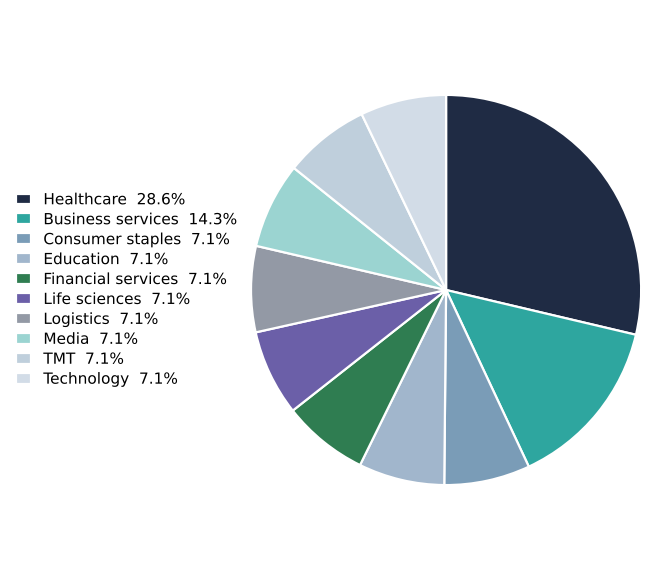 Healthcare 28.6%
Business services 14.3%
Consumer staples 7.1%
Education 7.1%
Financial services 7.1%
Life sciences 7.1%
Logistics 7.1%
Media 7.1%
TMT 7.1%
Technology 7.1%